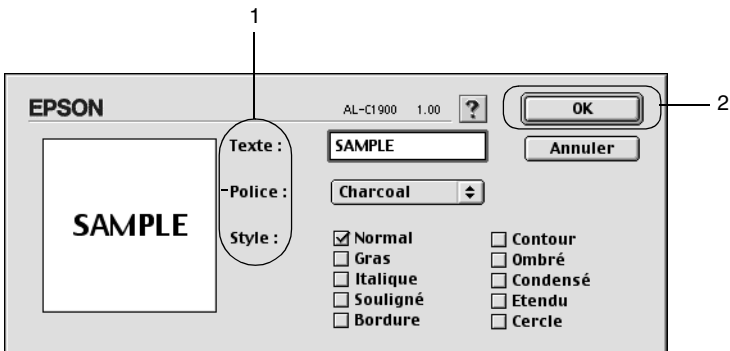 1
EPSON AL-C1900 1.00 ? OK 2
Texte : SAMPLE Annuler
Police : Charcoal
SAMPLE
Style : Normal Contour
Gras Ombré
Italique Condensé
Souligné Etendu
Bordure Cercle